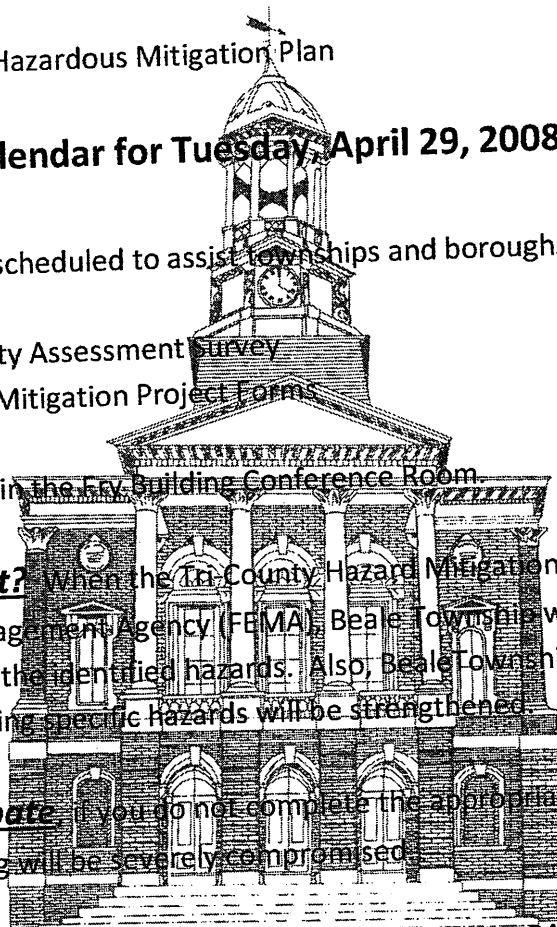 Hazardous Mitigation Plan
lendar for Tuesday, April 29, 2008
scheduled to assist townships and borough
ty Assessment Survey
Mitigation Project Forms
in the Fry Building Conference Room.
t? When the Tri-County Hazard Mitigation
agement Agency (FEMA), Beale Township w
the identified hazards. Also, BealeTownshi
ing specific hazards will be strengthened.
pate, if you do not complete the appropria
g will be severely compromised.